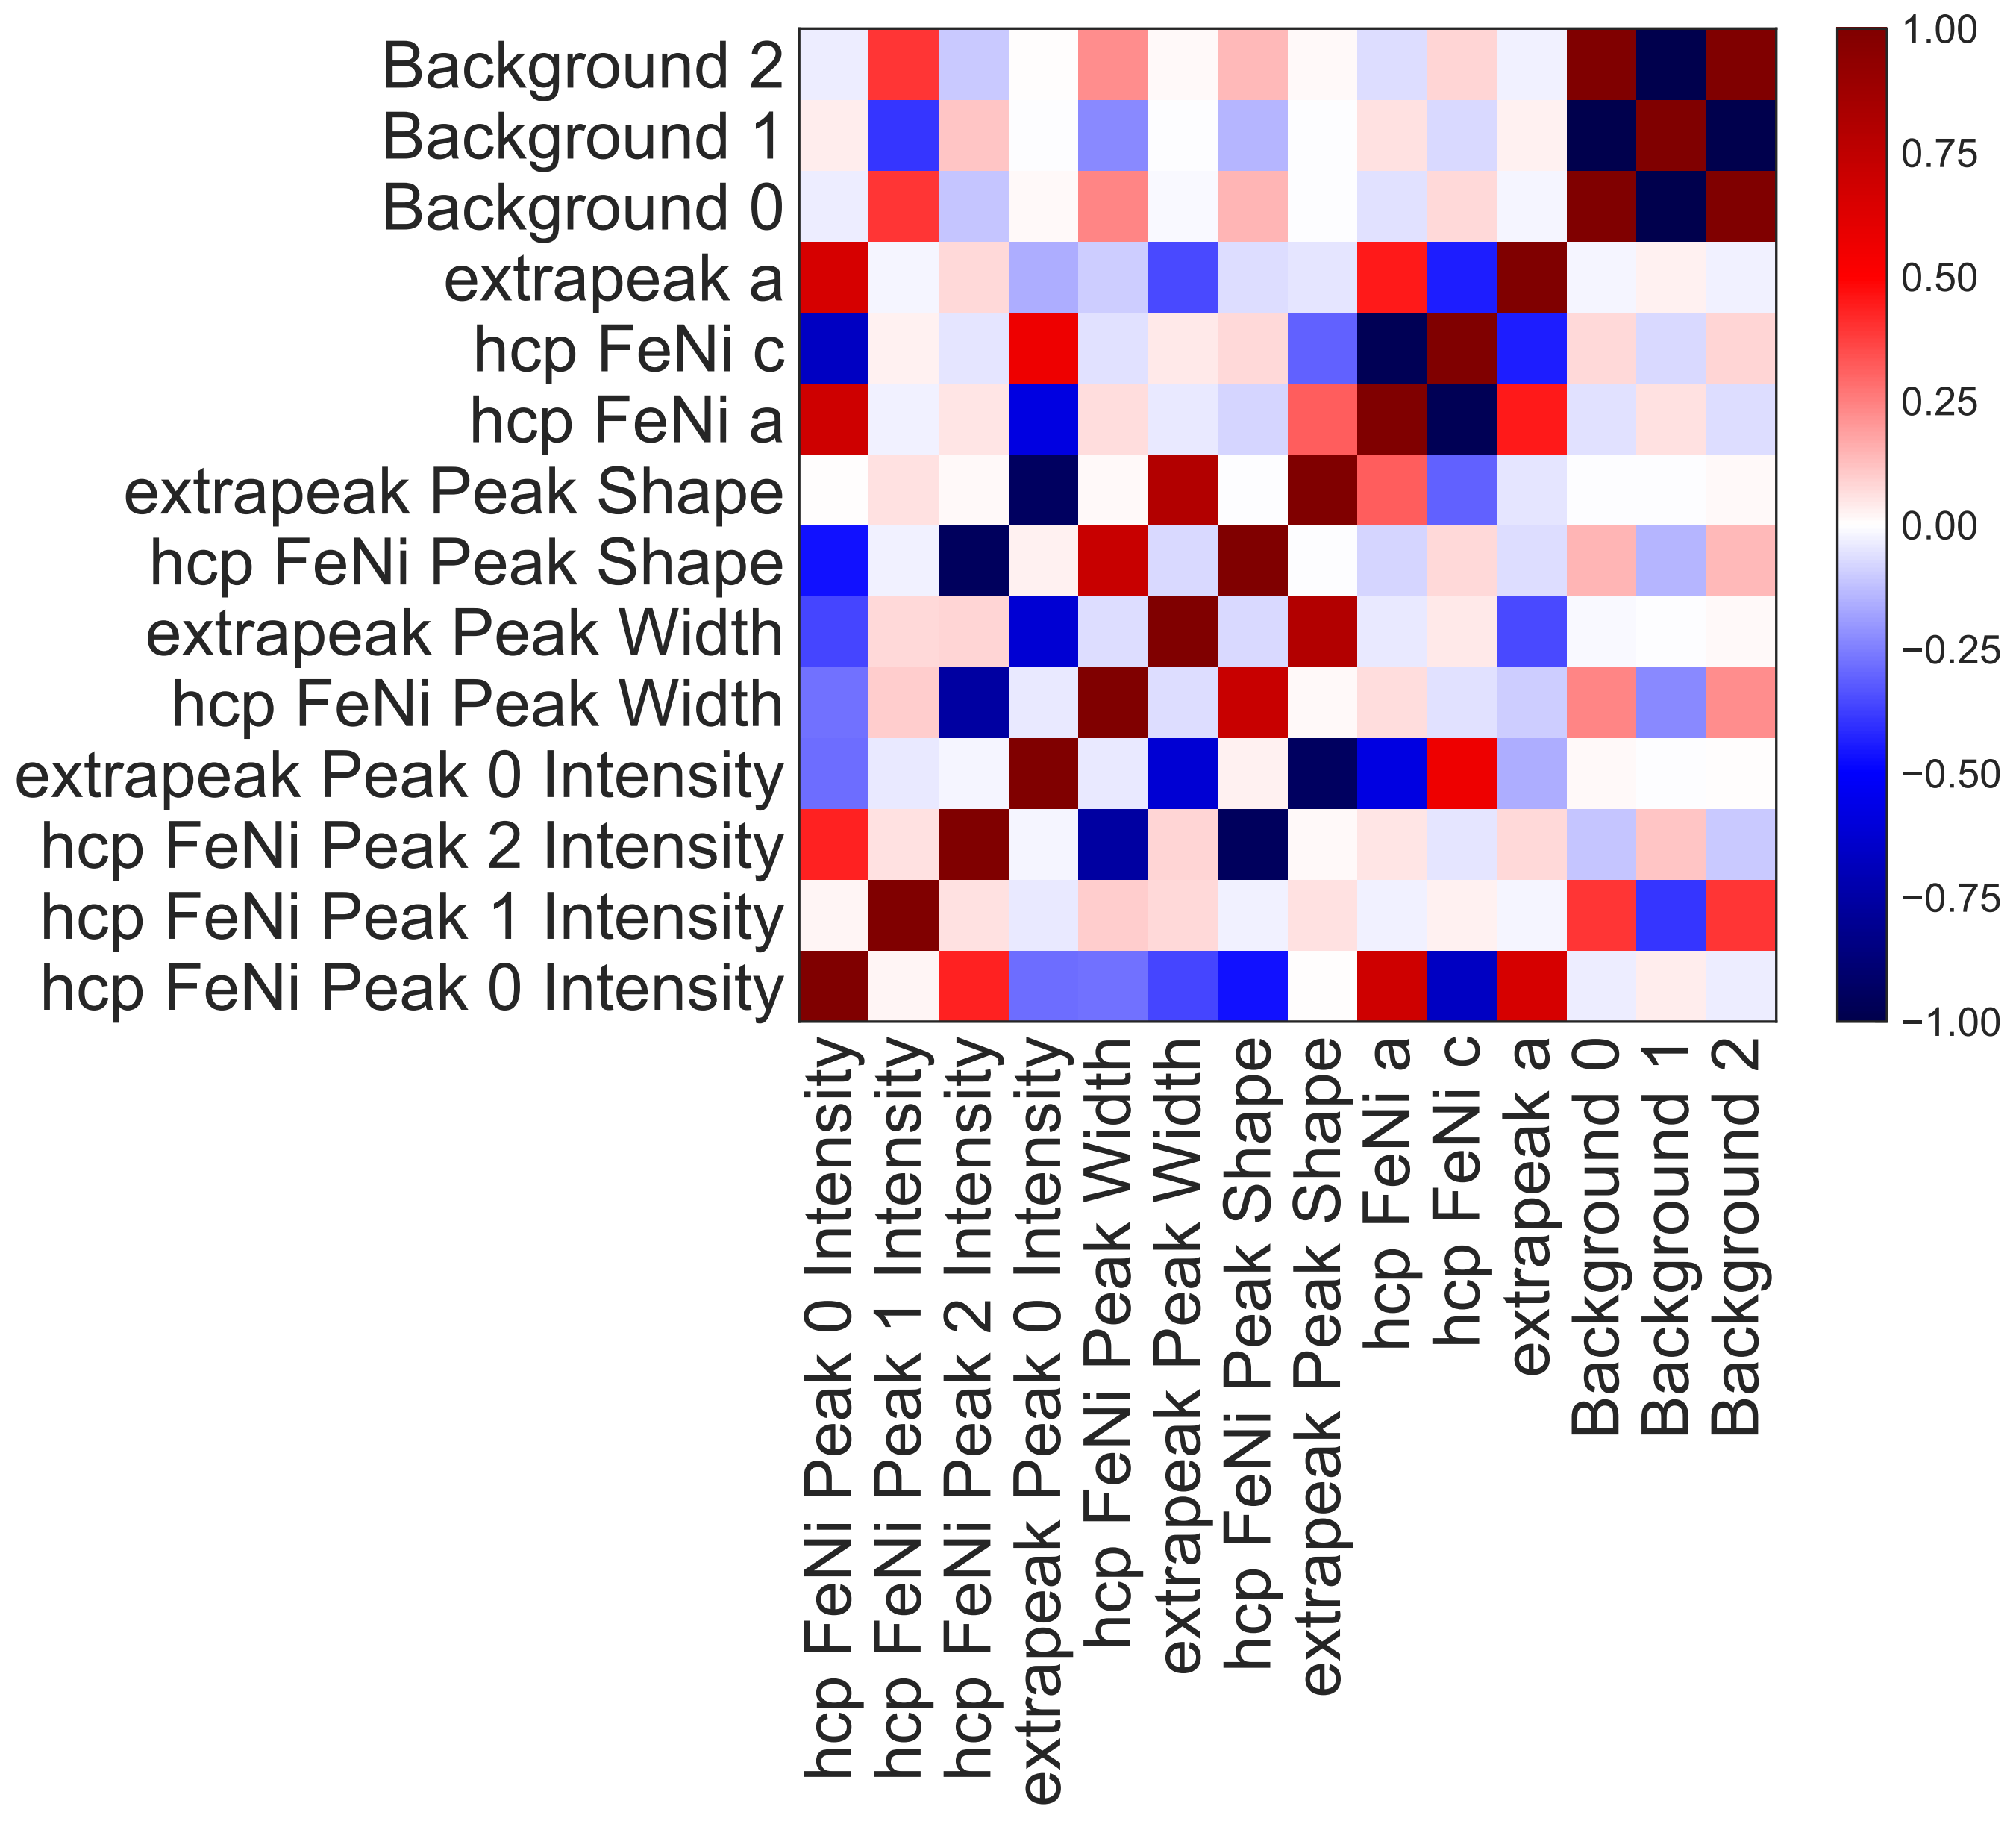 Background 2
Background 1
Background 0
extrapeak a
hcp FeNi c
hcp FeNi a
extrapeak Peak Shape
hcp FeNi Peak Shape
extrapeak Peak Width
hcp FeNi Peak Width
extrapeak Peak 0 Intensity
hcp FeNi Peak 2 Intensity
hcp FeNi Peak 1 Intensity
hcp FeNi Peak 0 Intensity
hcp FeNi Peak 0 Intensity
hcp FeNi Peak 1 Intensity
hcp FeNi Peak 2 Intensity
extrapeak Peak 0 Intensity
hcp FeNi Peak Width
extrapeak Peak Width
hcp FeNi Peak Shape
extrapeak Peak Shape
hcp FeNi a
hcp FeNi c
extrapeak a
Background 0
Background 1
Background 2
1.00
0.75
0.50
0.25
0.00
−0.25
−0.50
−0.75
−1.00